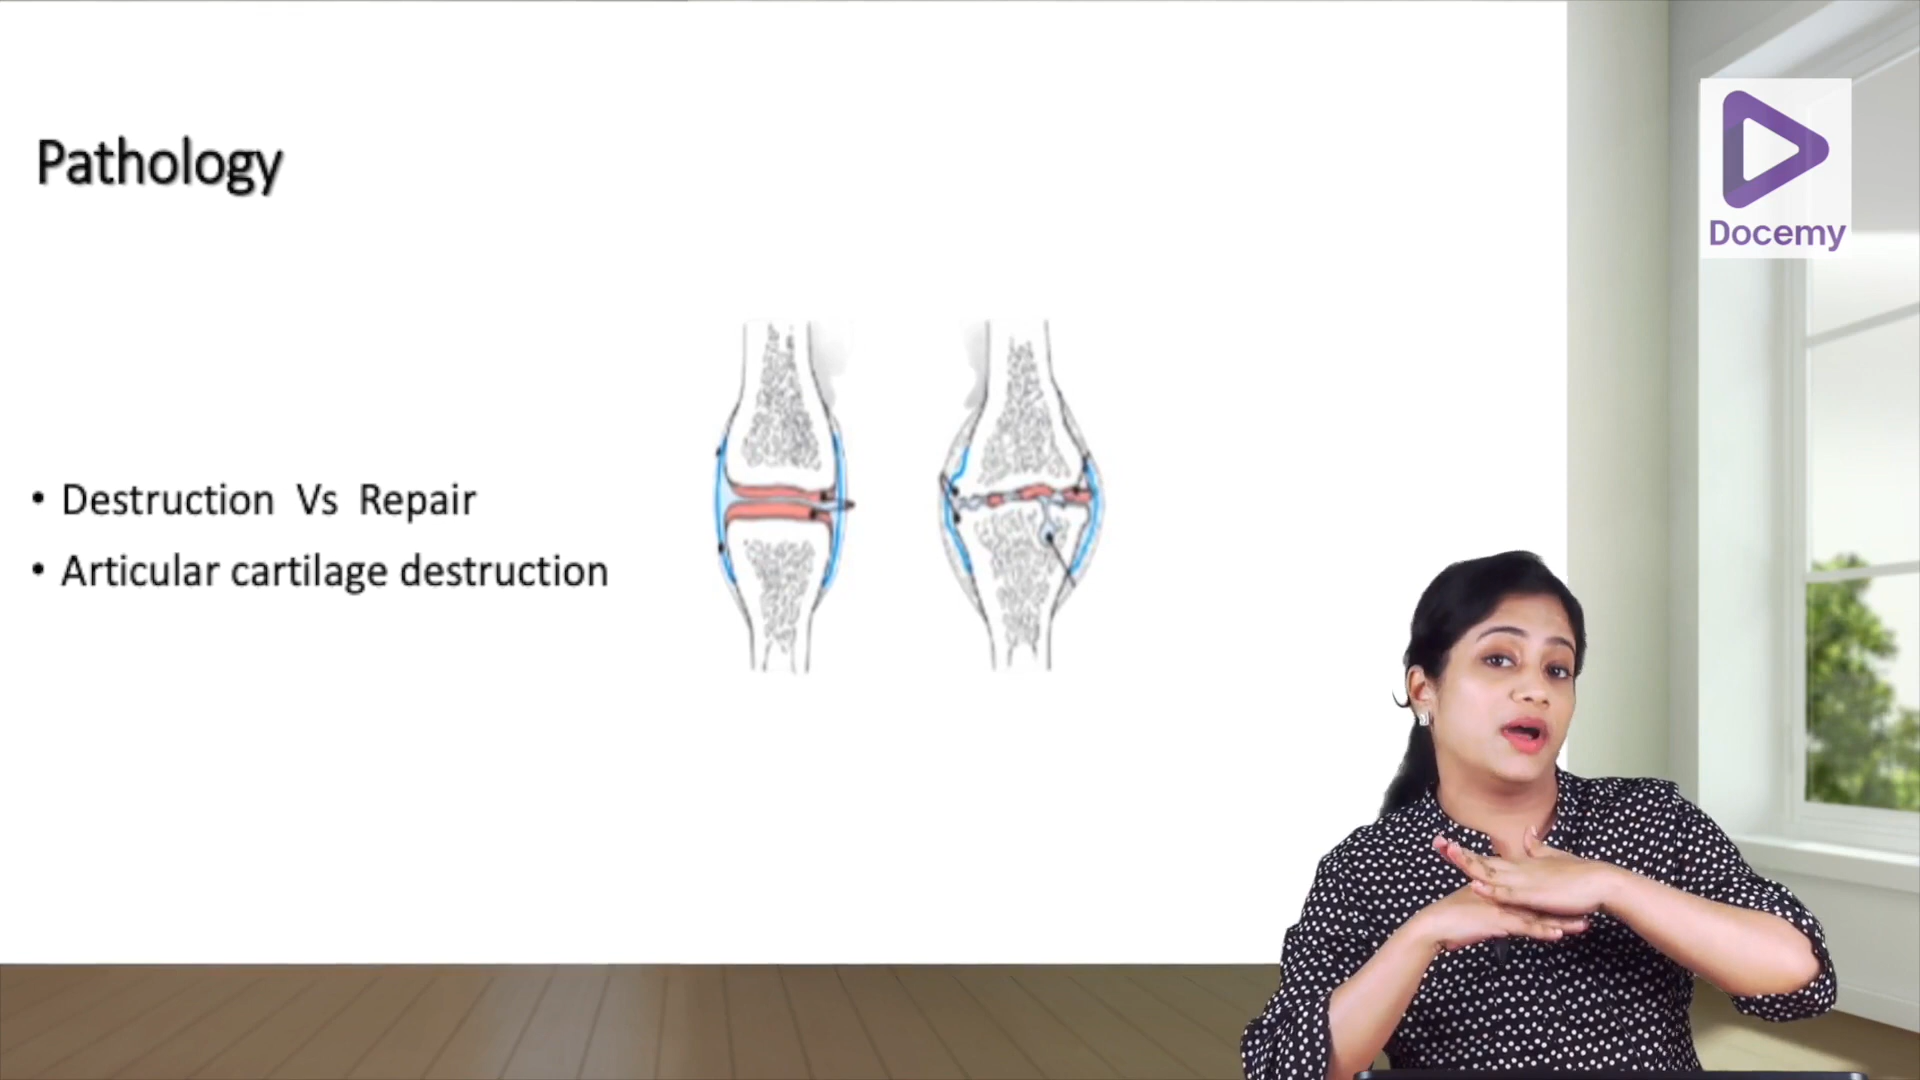 Pathology
• Destruction Vs Repair
• Articular cartilage destruction
Docemy